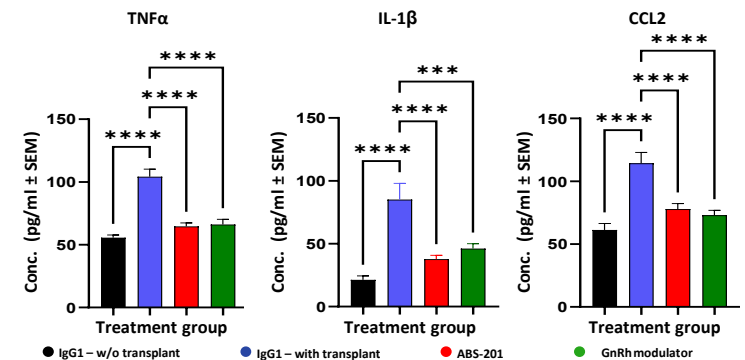 TNFα
IL-1β
CCL2
****
****
****
Conc. (pg/ml ± SEM)
150
100
50
0
Treatment group
***
****
****
Conc. (pg/ml ± SEM)
150
100
50
0
Treatment group
****
****
****
Conc. (pg/ml ± SEM)
150
100
50
0
Treatment group
IgG1 – w/o transplant
IgG1 – with transplant
ABS-201
GnRh modulator